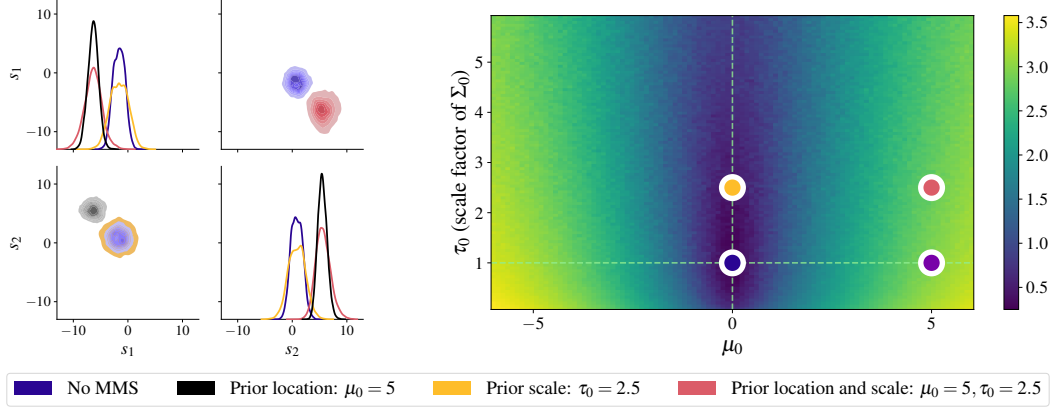 s₁
10
0
−10
s₂
10
0
−10
−10 0 10
s₁
−10 0 10
s₂
τ₀ (scale factor of Σ₀)
5
4
3
2
1
−5 0 5
μ₀
3.5
3.0
2.5
2.0
1.5
1.0
0.5
No MMS Prior location: μ₀ = 5 Prior scale: τ₀ = 2.5 Prior location and scale: μ₀ = 5, τ₀ = 2.5